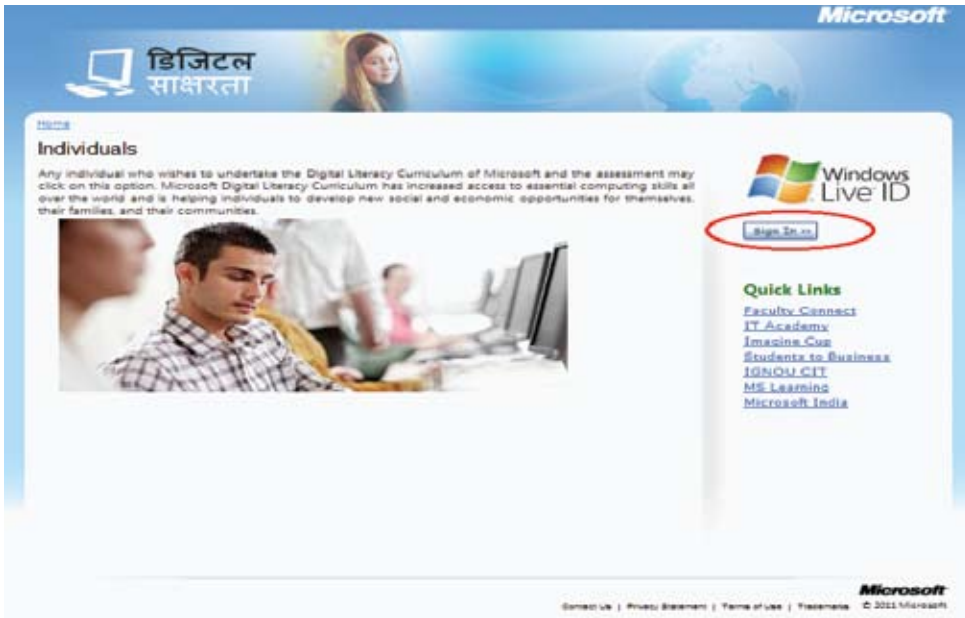 Microsoft
डिजिटल
साक्षरता
Home
Individuals
Any individual who wishes to undertake the Digital Literacy Curriculum of Microsoft and the assessment may
click on this option. Microsoft Digital Literacy Curriculum has increased access to essential computing skills all
over the world and is helping individuals to develop new social and economic opportunities for themselves,
their families, and their communities.
Windows
Live ID
Sign In >>
Quick Links
Faculty Connect
IT Academy
Imagine Cup
Students to Business
IGNOU CIT
MS Learning
Microsoft India
Microsoft
Contact Us | Privacy Statement | Terms of Use | Trademarks © 2011 Microsoft